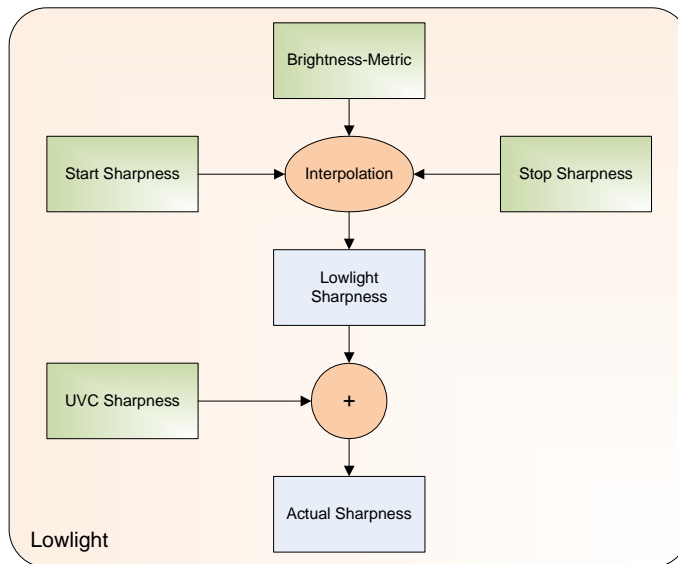 Brightness-Metric
Start Sharpness
Interpolation
Stop Sharpness
Lowlight
Sharpness
UVC Sharpness
+
Actual Sharpness
Lowlight